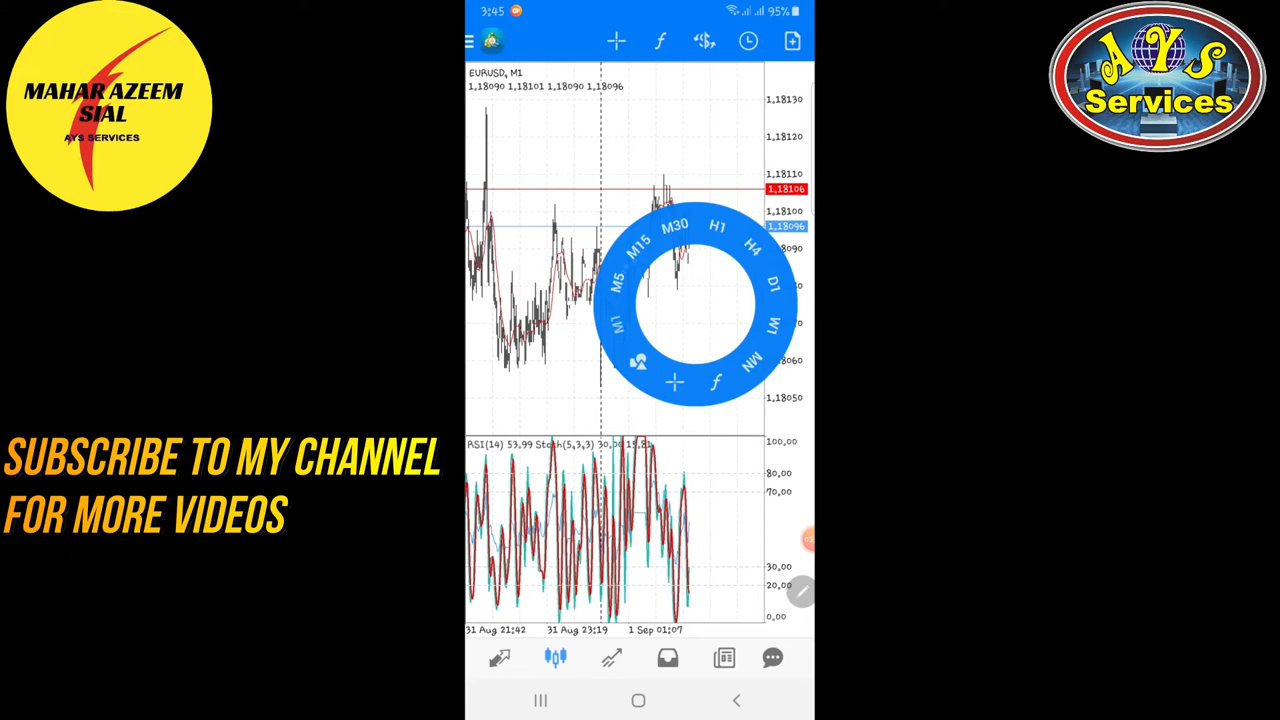 MAHAR AZEEM
SIAL
AYS SERVICES
SUBSCRIBE TO MY CHANNEL
FOR MORE VIDEOS
3:45
95%
EURUSD, M1
1,18090 1,18101 1,18090 1,18096
1,18130
1,18120
1,18110
1,18106
1,18100
1,18096
1,18050
M1
M5
M15
M30
H1
H4
D1
W1
MN
RSI(14) 53,99 Stoch(5,3,3)
100,00
80,00
70,00
30,00
20,00
0,00
31 Aug 21:42 31 Aug 23:19 1 Sep 01:07
AYS
Services